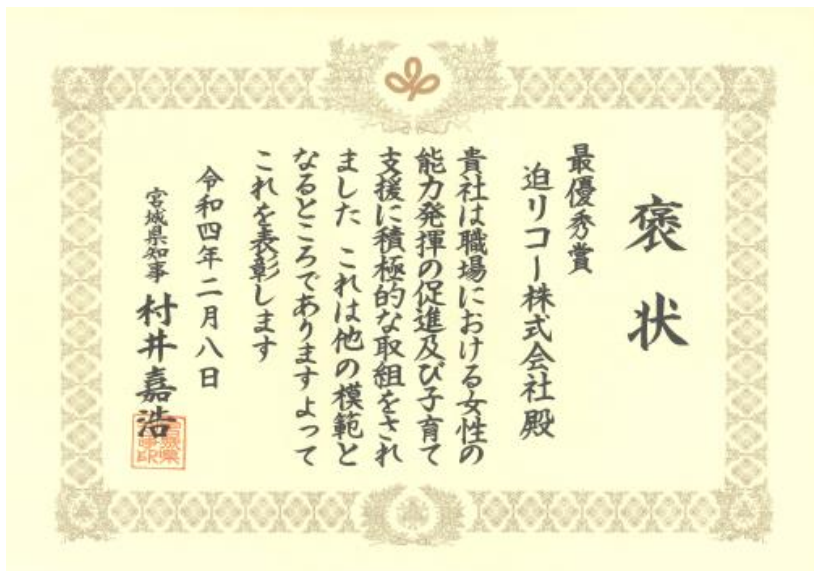 褒状
最優秀賞
迫リコー株式会社殿
貴社は職場における女性の
能力発揮の促進及び子育て
支援に積極的な取組をされ
ました これは他の模範と
なるところでありますよって
これを表彰します
令和四年二月八日
宮城県知事 村井嘉浩